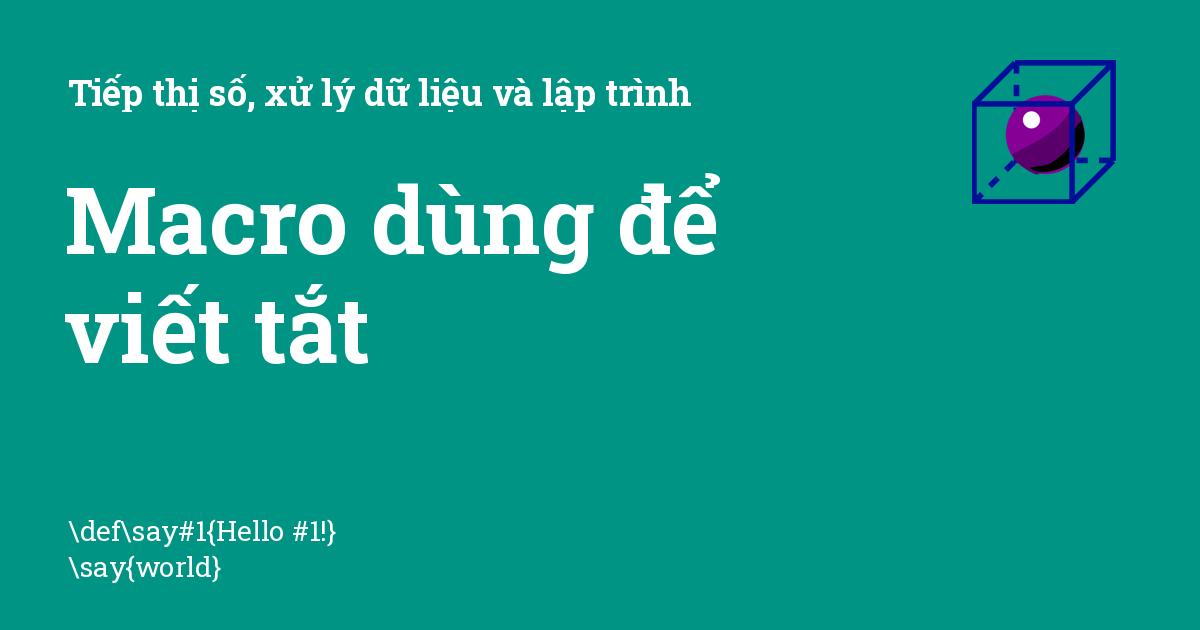 Tiếp thị số, xử lý dữ liệu và lập trình
Macro dùng để
viết tắt
\def\say#1{Hello #1!}
\say{world}